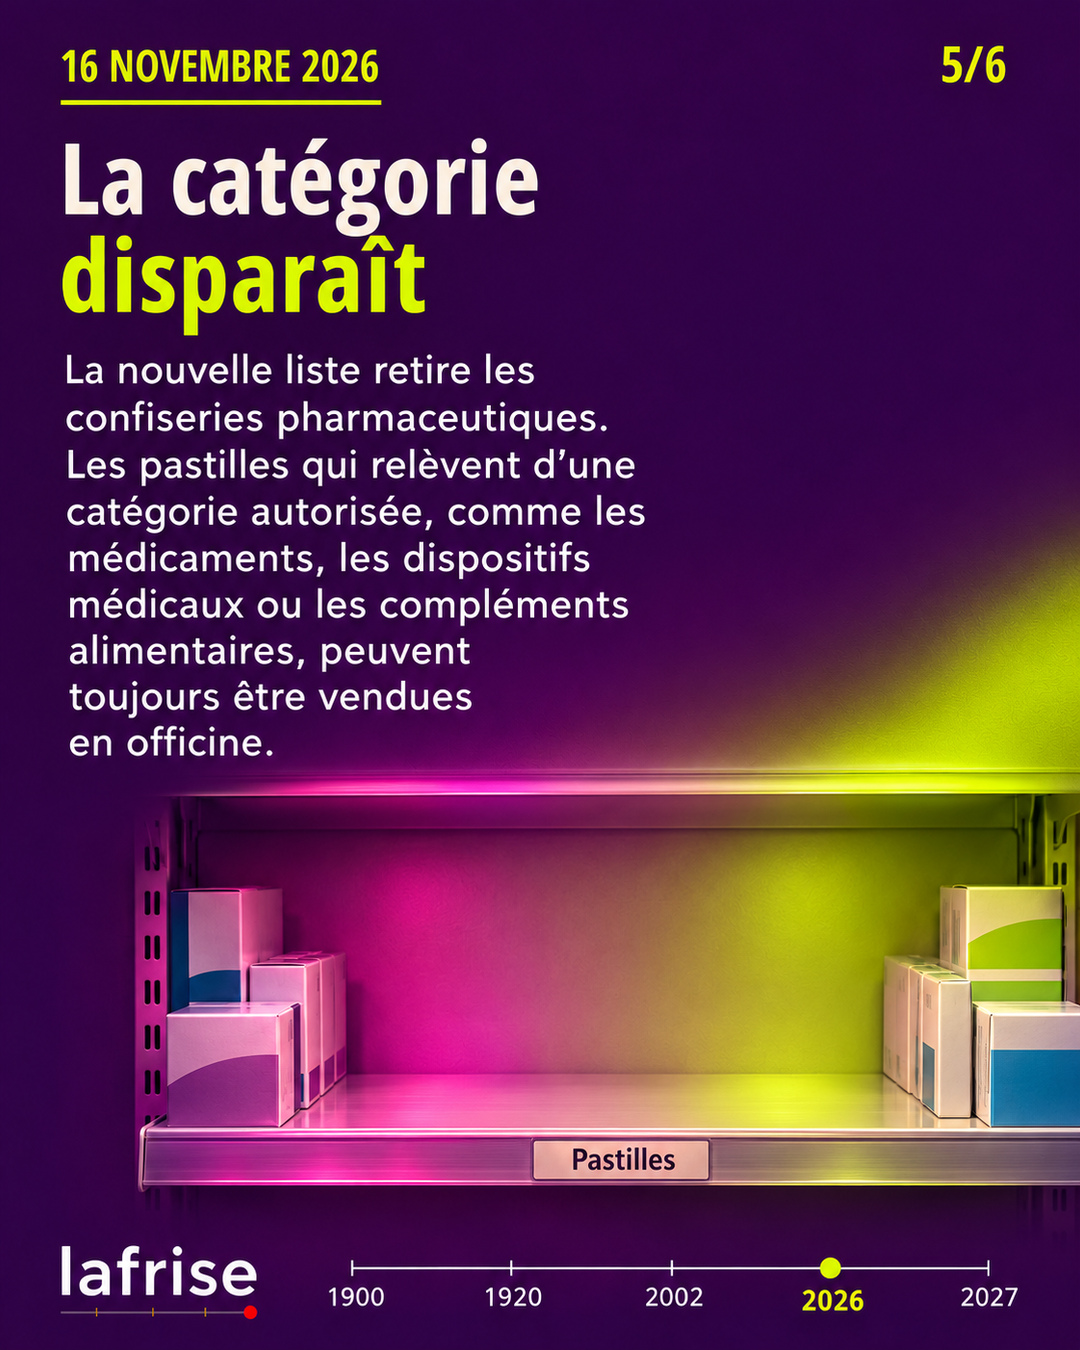 16 NOVEMBRE 2026
5/6
La catégorie
disparaît
La nouvelle liste retire les
confiseries pharmaceutiques.
Les pastilles qui relèvent d’une
catégorie autorisée, comme les
médicaments, les dispositifs
médicaux ou les compléments
alimentaires, peuvent
toujours être vendues
en officine.
Pastilles
lafrise
1900 1920 2002 2026 2027